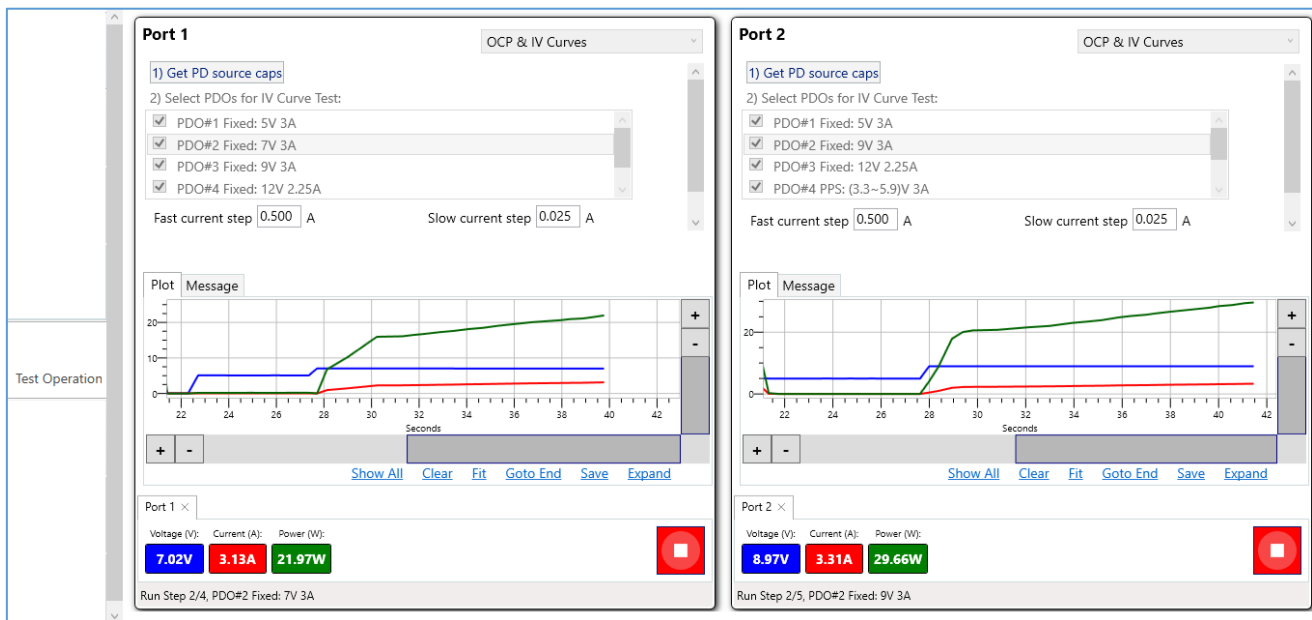 Test Operation
Port 1
OCP & IV Curves
1) Get PD source caps
2) Select PDOs for IV Curve Test:
PDO#1 Fixed: 5V 3A
PDO#2 Fixed: 7V 3A
PDO#3 Fixed: 9V 3A
PDO#4 Fixed: 12V 2.25A
Fast current step 0.500 A Slow current step 0.025 A
Plot Message
20
10
0
22 24 26 28 30 32 34 36 38 40 42
Seconds
+
-
+ -
Show All Clear Fit Goto End Save Expand
Port 1 ×
Voltage (V): Current (A): Power (W):
7.02V 3.13A 21.97W
Run Step 2/4, PDO#2 Fixed: 7V 3A
Port 2
OCP & IV Curves
1) Get PD source caps
2) Select PDOs for IV Curve Test:
PDO#1 Fixed: 5V 3A
PDO#2 Fixed: 9V 3A
PDO#3 Fixed: 12V 2.25A
PDO#4 PPS: (3.3~5.9)V 3A
Fast current step 0.500 A Slow current step 0.025 A
Plot Message
20
0
22 24 26 28 30 32 34 36 38 40 42
Seconds
+
-
+ -
Show All Clear Fit Goto End Save Expand
Port 2 ×
Voltage (V): Current (A): Power (W):
8.97V 3.31A 29.66W
Run Step 2/5, PDO#2 Fixed: 9V 3A